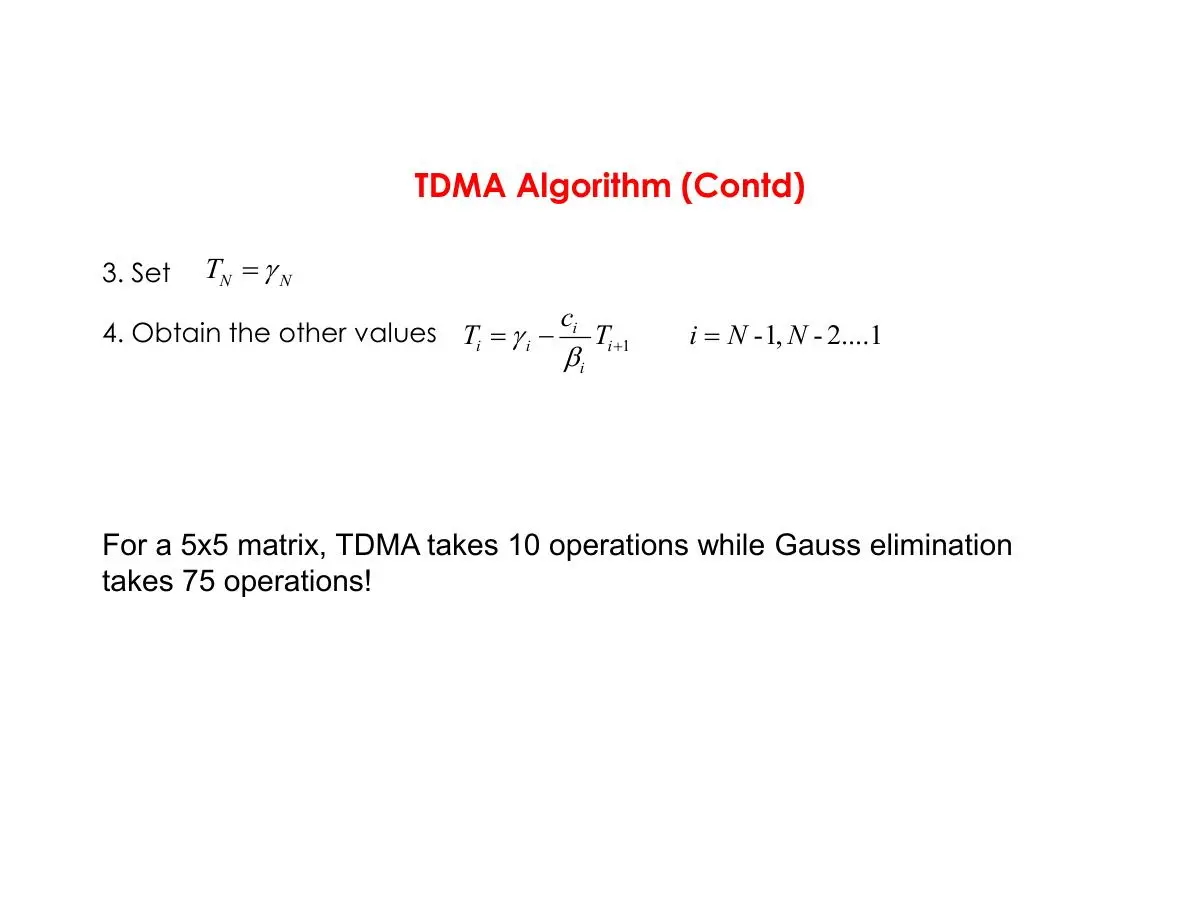 TDMA Algorithm (Contd)
3. Set T_N = γ_N
4. Obtain the other values T_i = γ_i − (c_i/β_i) T_{i+1} i = N - 1, N - 2....1
For a 5x5 matrix, TDMA takes 10 operations while Gauss elimination
takes 75 operations!